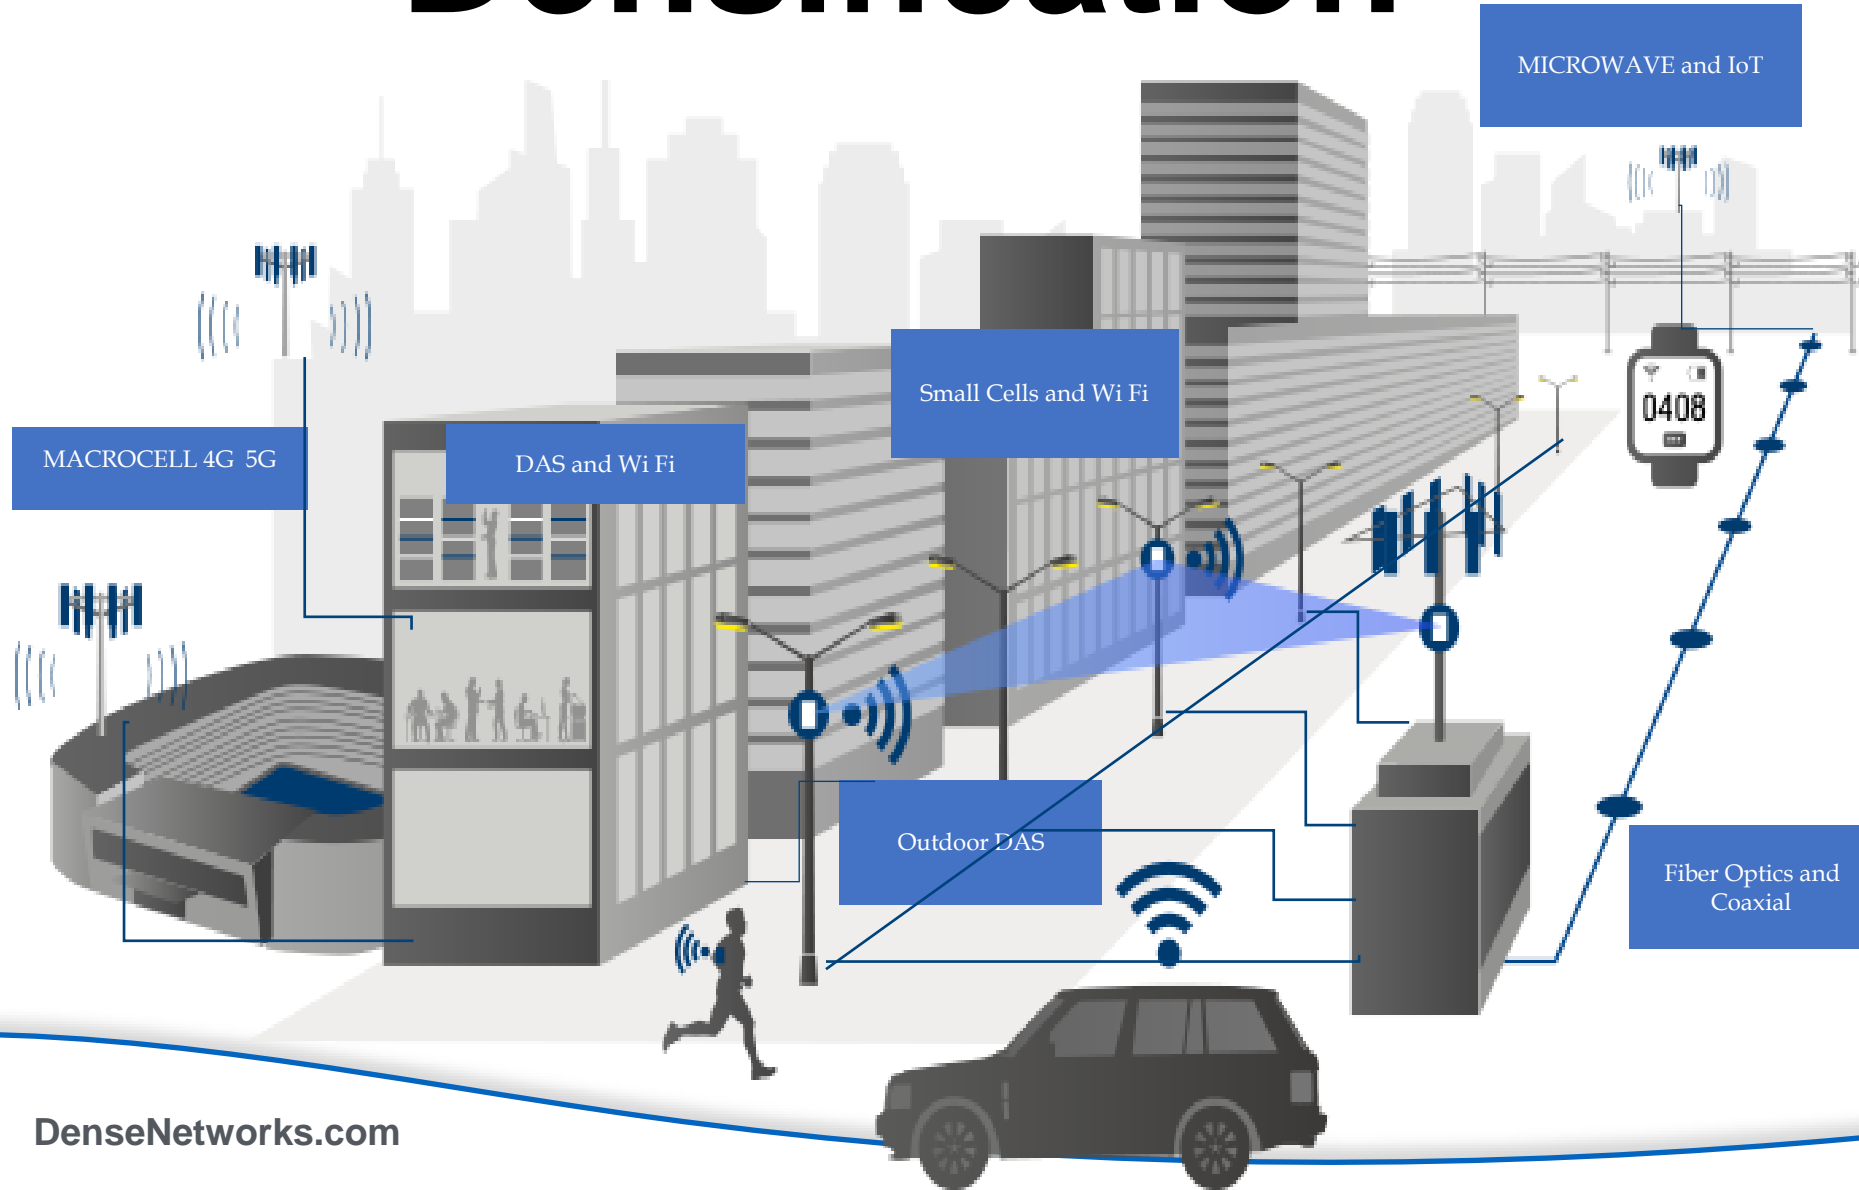 Densification
MICROWAVE and IoT
Small Cells and Wi Fi
MACROCELL 4G 5G
DAS and Wi Fi
0408
Outdoor DAS
Fiber Optics and
Coaxial
DenseNetworks.com